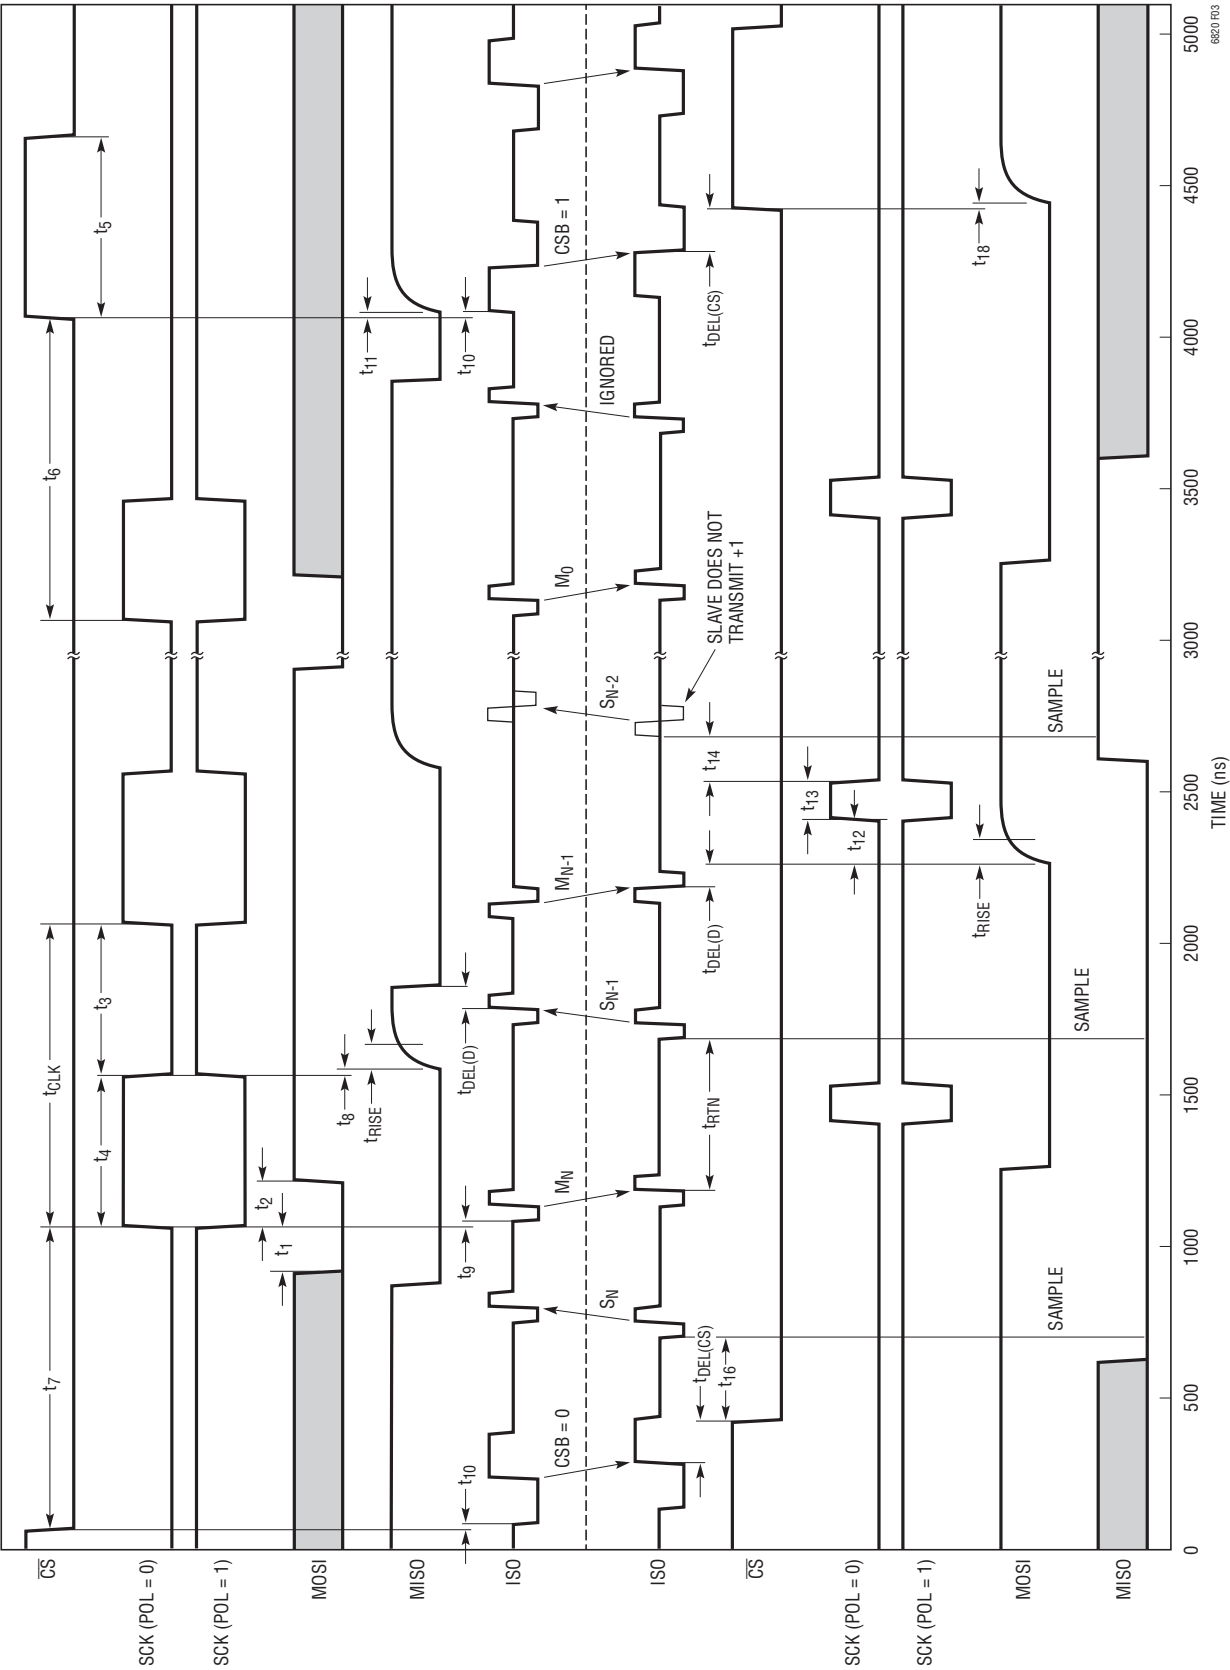 CS
SCK (POL = 0)
SCK (POL = 1)
MOSI
MISO
ISO
ISO
CS
SCK (POL = 0)
SCK (POL = 1)
MOSI
MISO
t7
tCLK
t6
t4
t3
t5
t1
t2
t8
tRISE
t11
t10
t9
tDEL(D)
t10
CSB = 0
SN
MN
SN-1
MN-1
SN-2
M0
IGNORED
CSB = 1
SLAVE DOES NOT
TRANSMIT +1
tDEL(CS)
t16
tRTN
tDEL(D)
t14
tDEL(CS)
t12
t13
tRISE
t18
SAMPLE
SAMPLE
SAMPLE
0
500
1000
1500
2000
2500
3000
3500
4000
4500
5000
TIME (ns)
6820 F03